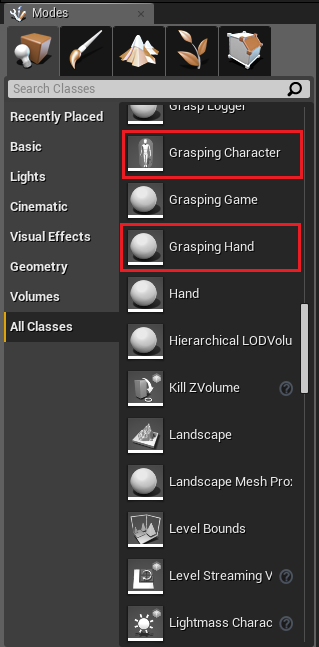 Modes
Search Classes
Recently Placed
Basic
Lights
Cinematic
Visual Effects
Geometry
Volumes
All Classes
Grasp Logger
Grasping Character
Grasping Game
Grasping Hand
Hand
Hierarchical LODVolu
Kill ZVolume
Landscape
Landscape Mesh Prox
Level Bounds
Level Streaming V
Lightmass Charac